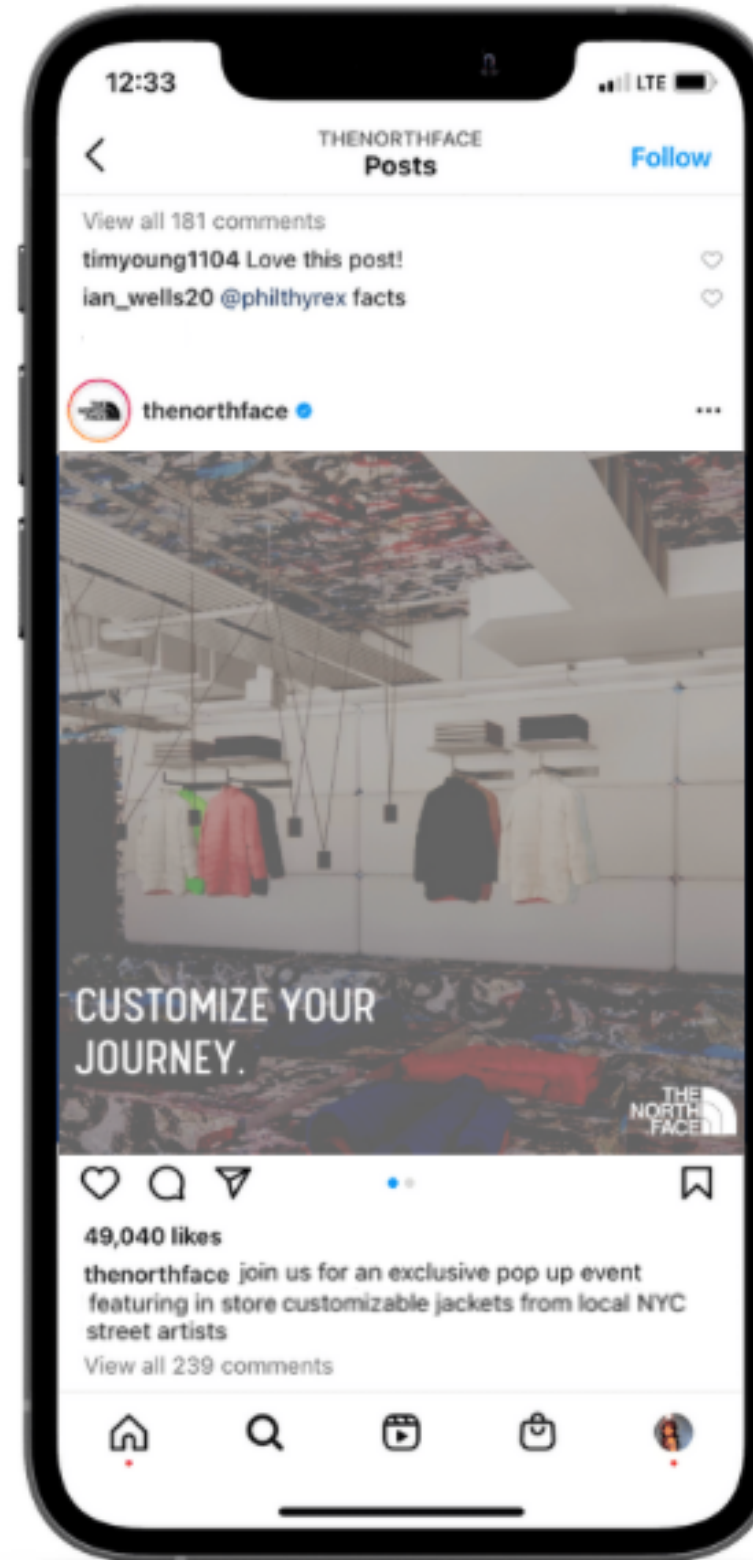 12:33
LTE
THENORTHFACE
Posts
Follow
View all 181 comments
timyoung1104 Love this post!
ian_wells20 @philthyrex facts
thenorthface
CUSTOMIZE YOUR
JOURNEY.
THE
NORTH
FACE
49,040 likes
thenorthface join us for an exclusive pop up event
featuring in store customizable jackets from local NYC
street artists
View all 239 comments